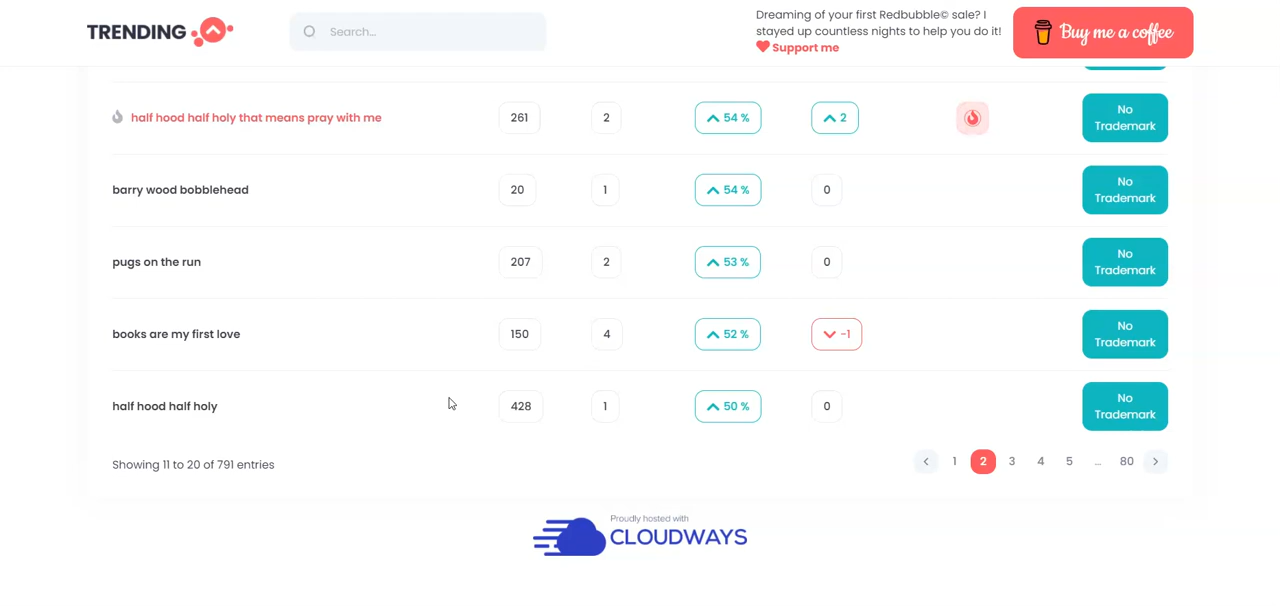 TRENDING
Search...
Dreaming of your first Redbubble© sale? I
stayed up countless nights to help you do it!
Support me
Buy me a coffee
half hood half holy that means pray with me 261 2 54 % 2 No Trademark
barry wood bobblehead 20 1 54 % 0 No Trademark
pugs on the run 207 2 53 % 0 No Trademark
books are my first love 150 4 52 % -1 No Trademark
half hood half holy 428 1 50 % 0 No Trademark
Showing 11 to 20 of 791 entries
1 2 3 4 5 ... 80
Proudly hosted with
CLOUDWAYS